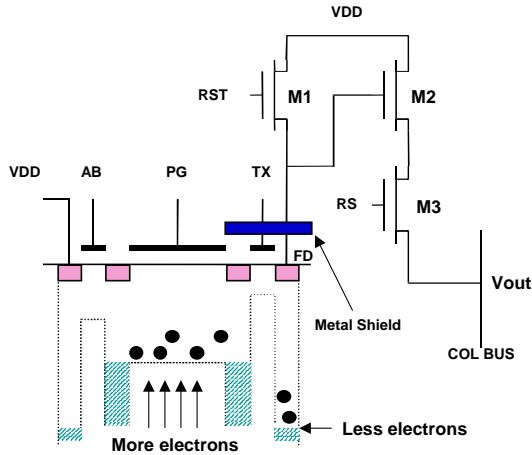 VDD
RST
M1
M2
VDD
AB
PG
TX
RS
M3
FD
Vout
Metal Shield
COL BUS
Less electrons
More electrons